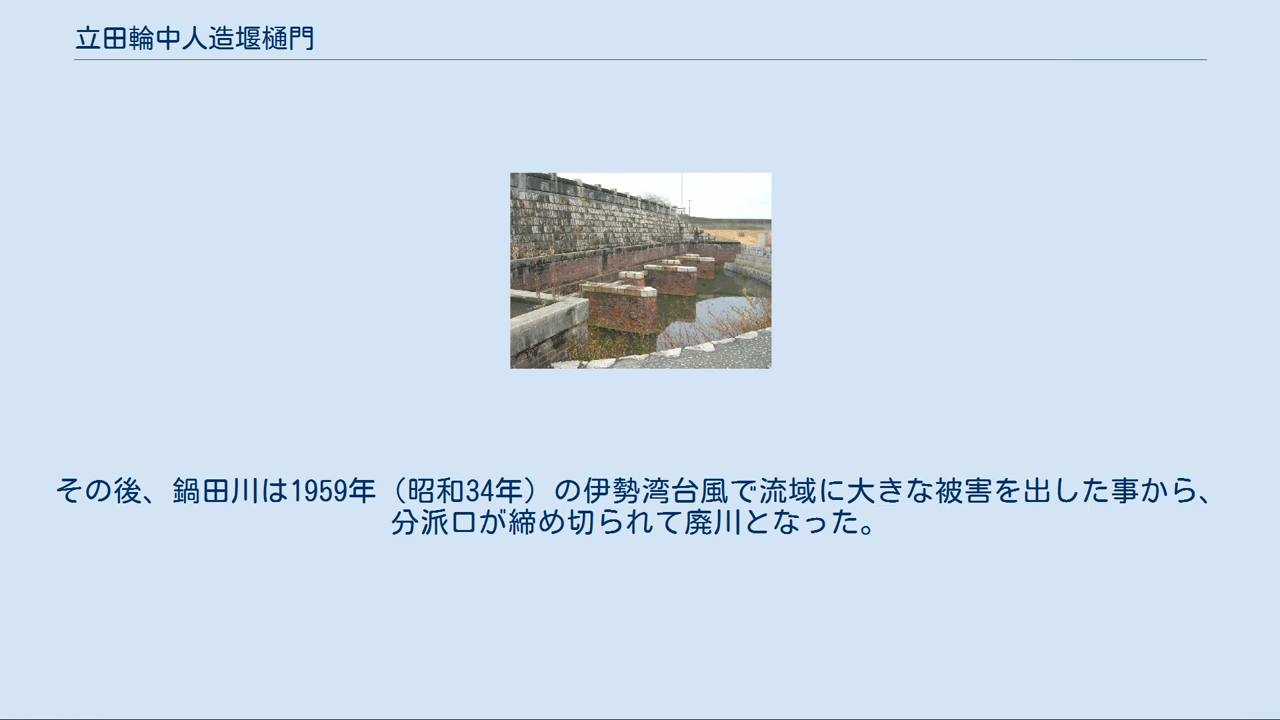 立田輪中人造堰樋門
その後、鍋田川は1959年（昭和34年）の伊勢湾台風で流域に大きな被害を出した事から、
分派口が締め切られて廃川となった。